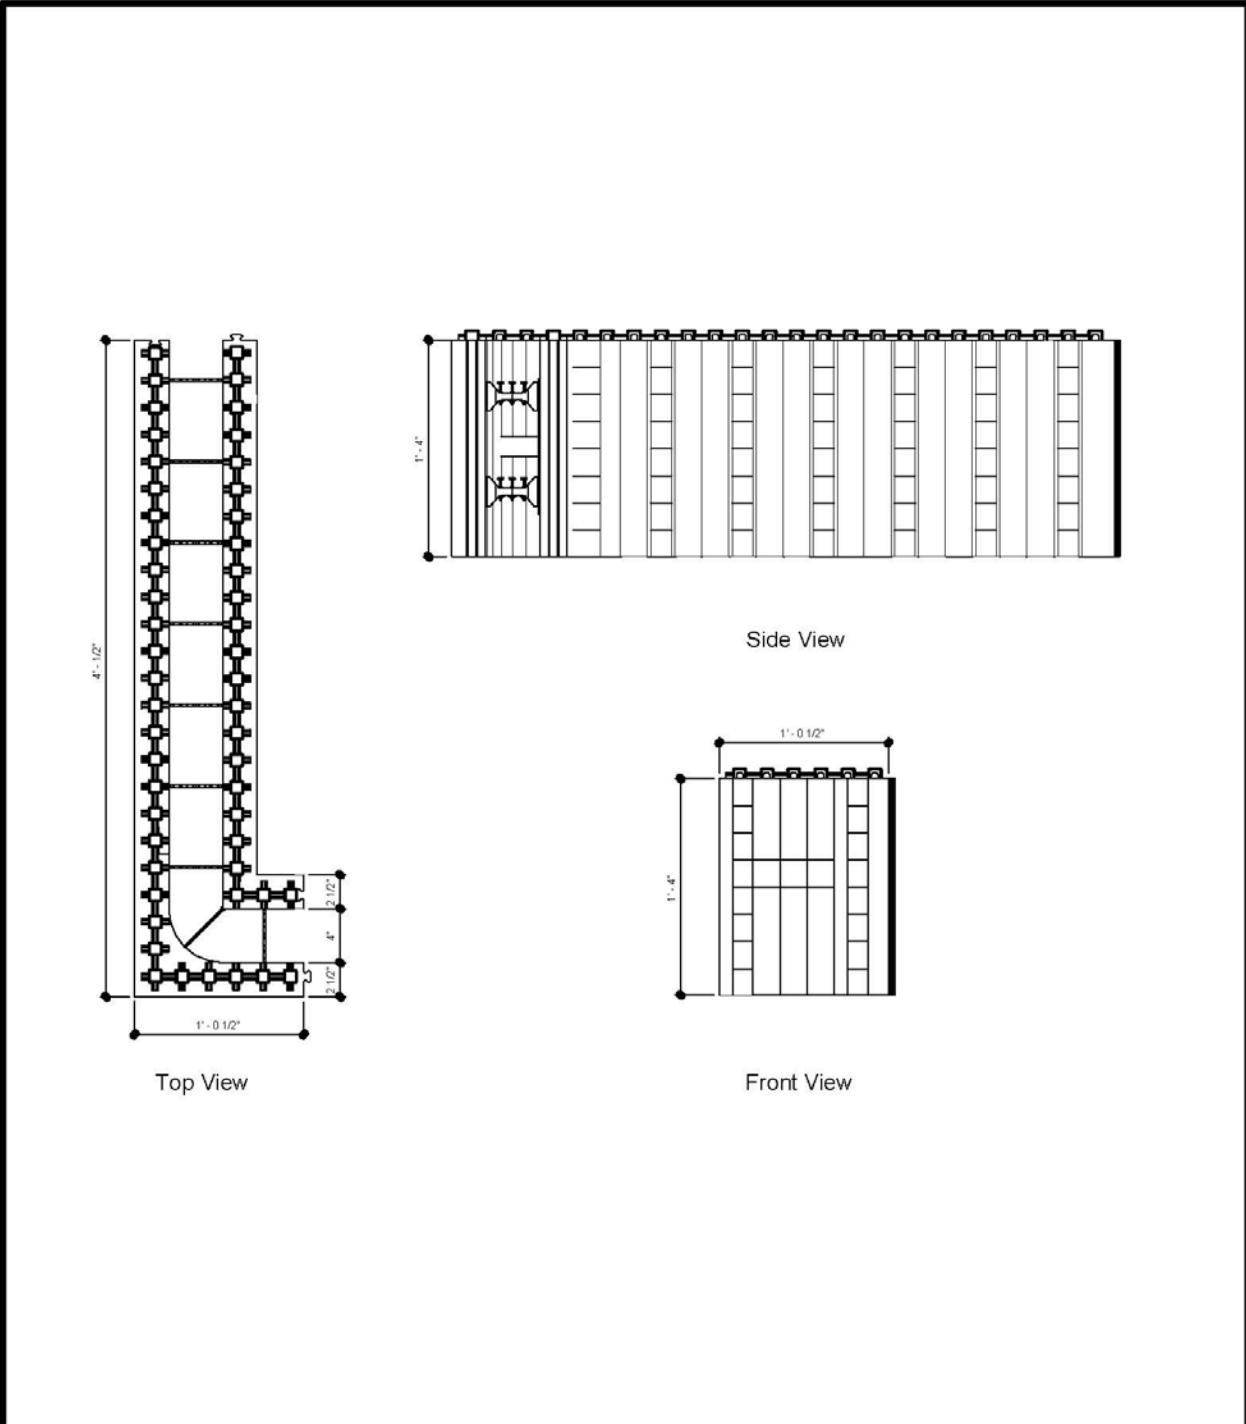 1' - 4"
Side View
4' - 1/2"
1' - 0 1/2"
1' - 4"
2 1/2"
4"
2 1/2"
1' - 0 1/2"
Top View
Front View